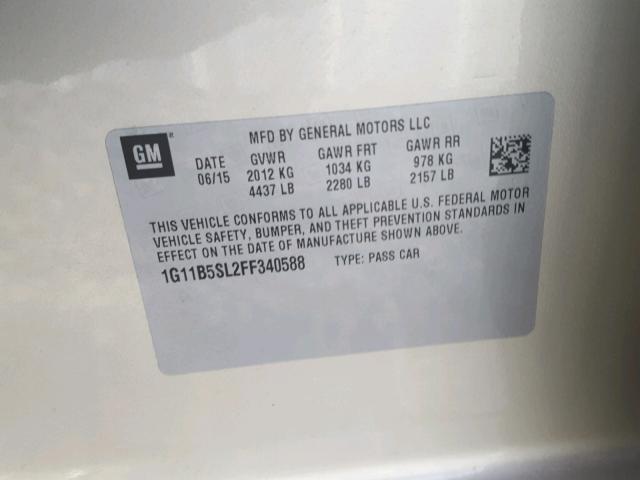 MFD BY GENERAL MOTORS LLC
GM
DATE GVWR GAWR FRT GAWR RR
06/15 2012 KG 1034 KG 978 KG
4437 LB 2280 LB 2157 LB
THIS VEHICLE CONFORMS TO ALL APPLICABLE U.S. FEDERAL MOTOR
VEHICLE SAFETY, BUMPER, AND THEFT PREVENTION STANDARDS IN
EFFECT ON THE DATE OF MANUFACTURE SHOWN ABOVE.
1G11B5SL2FF340588 TYPE: PASS CAR